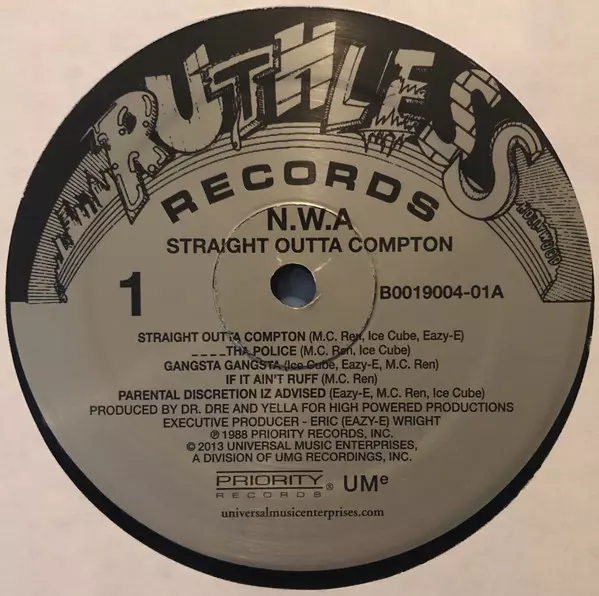 RUTHLESS
RECORDS
N.W.A
STRAIGHT OUTTA COMPTON
1
B0019004-01A
STRAIGHT OUTTA COMPTON (M.C. Ren, Ice Cube, Eazy-E)
____THA POLICE (M.C. Ren, Ice Cube)
GANGSTA GANGSTA (Ice Cube, Eazy-E, M.C. Ren)
IF IT AIN'T RUFF (M.C. Ren)
PARENTAL DISCRETION IZ ADVISED (Eazy-E, M.C. Ren, Ice Cube)
PRODUCED BY DR. DRE AND YELLA FOR HIGH POWERED PRODUCTIONS
EXECUTIVE PRODUCER - ERIC (EAZY-E) WRIGHT
℗ 1988 PRIORITY RECORDS, INC.
© 2013 UNIVERSAL MUSIC ENTERPRISES,
A DIVISION OF UMG RECORDINGS, INC.
PRIORITY ® UMe
RECORDS
universalmusicenterprises.com